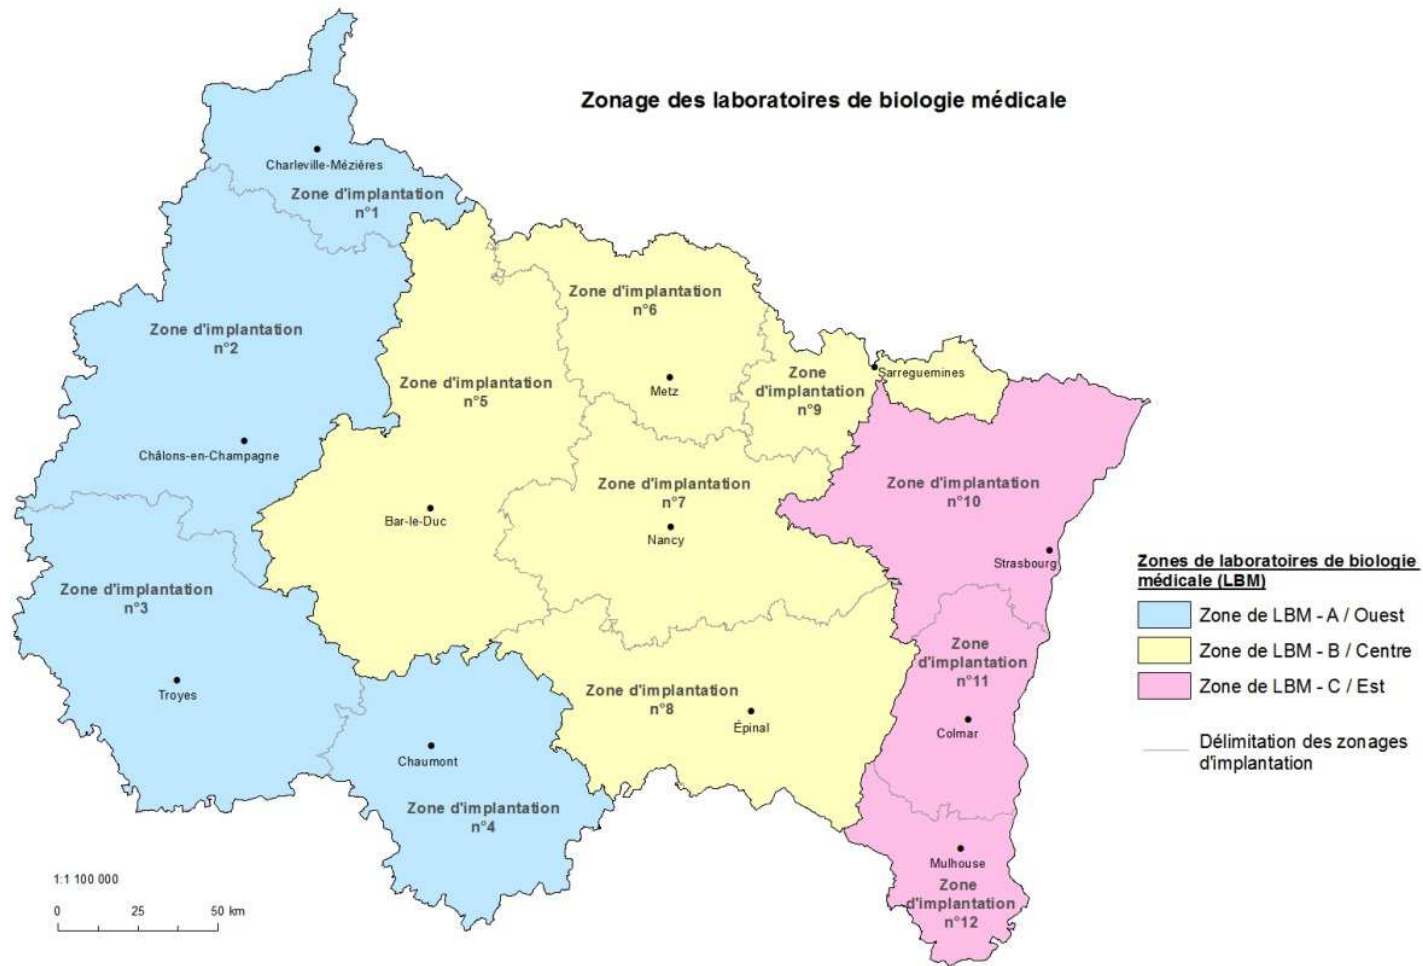 Zonage des laboratoires de biologie médicale
Charleville-Mézières
Zone d'implantation
n°1
Zone d'implantation
n°2
Châlons-en-Champagne
Zone d'implantation
n°3
Troyes
Chaumont
Zone d'implantation
n°4
Zone d'implantation
n°5
Bar-le-Duc
Zone d'implantation
n°6
Metz
Zone d'implantation
n°7
Nancy
Zone d'implantation
n°8
Épinal
Zone
d'implantation
n°9
Sarreguemines
Zone d'implantation
n°10
Strasbourg
Zone
d'implantation
n°11
Colmar
Mulhouse
Zone
d'implantation
n°12
Zones de laboratoires de biologie
médicale (LBM)
Zone de LBM - A / Ouest
Zone de LBM - B / Centre
Zone de LBM - C / Est
Délimitation des zonages
d'implantation
1:1 100 000
0 25 50 km